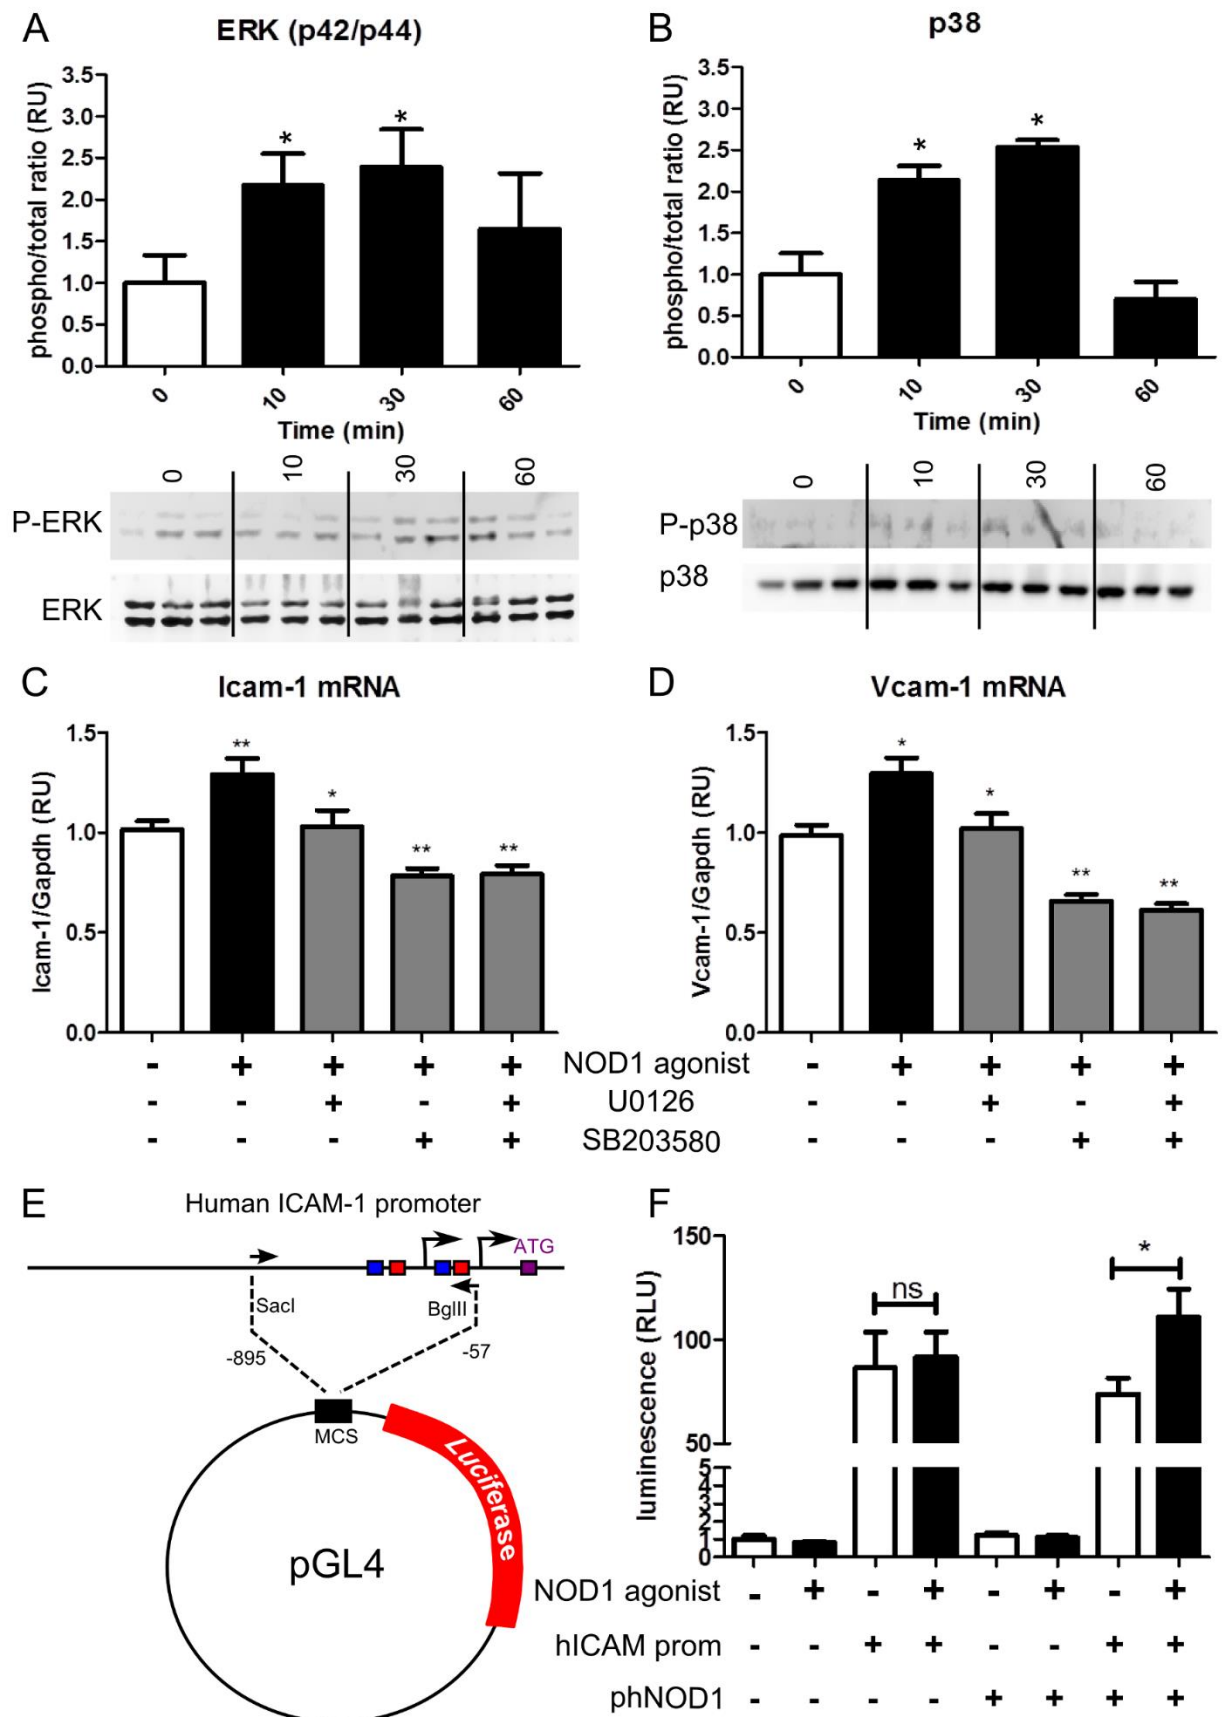 A
ERK (p42/p44)
phospho/total ratio (RU)
3.5
3.0
2.5
2.0
1.5
1.0
0.5
0.0
*
*
0
10
30
60
Time (min)
0
10
30
60
P-ERK
ERK
B
p38
phospho/total ratio (RU)
3.5
3.0
2.5
2.0
1.5
1.0
0.5
0.0
*
*
0
10
30
60
Time (min)
0
10
30
60
P-p38
p38
C
Icam-1 mRNA
Icam-1/Gapdh (RU)
1.5
1.0
0.5
0.0
**
*
**
**
D
Vcam-1 mRNA
Vcam-1/Gapdh (RU)
1.5
1.0
0.5
0.0
*
*
**
**
- + + + + NOD1 agonist - + + + +
- - + - + U0126 - - + - +
- - - + + SB203580 - - - + +
E
Human ICAM-1 promoter
ATG
SacI
BglII
-895
-57
MCS
Luciferase
pGL4
F
luminescence (RLU)
150
100
50
5
4
3
2
1
0
ns
*
NOD1 agonist - + - + - + - +
hICAM prom - - + + - - + +
phNOD1 - - - - + + + +